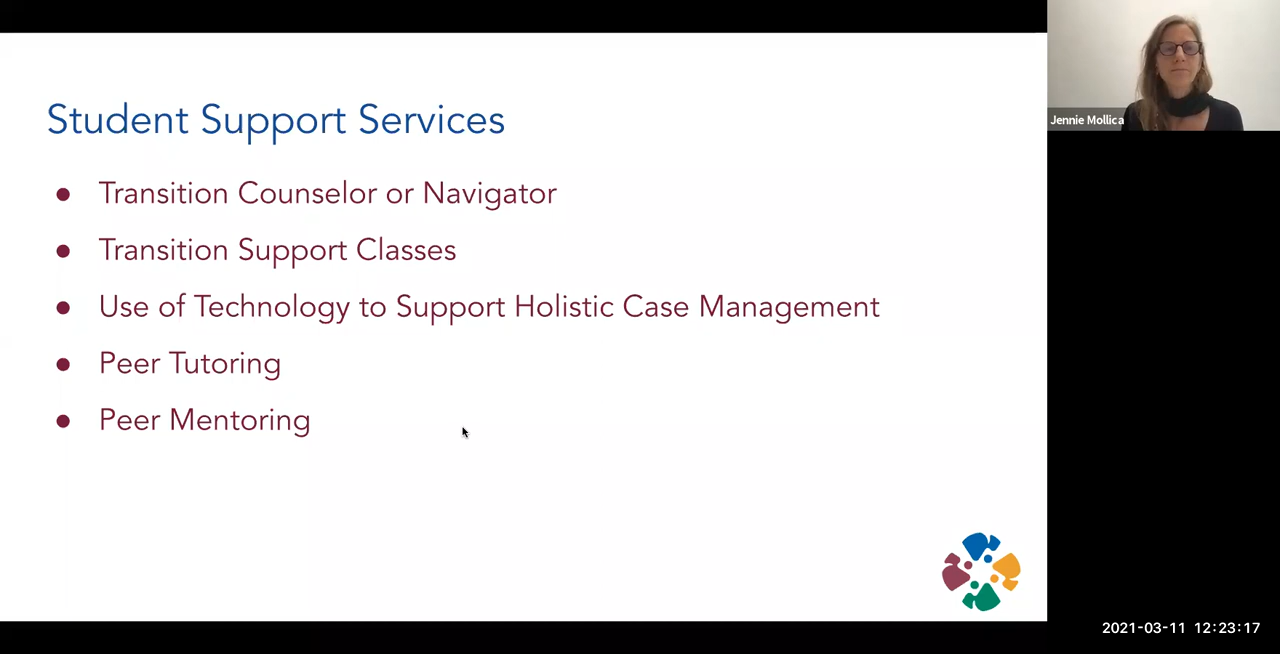 Student Support Services
● Transition Counselor or Navigator
● Transition Support Classes
● Use of Technology to Support Holistic Case Management
● Peer Tutoring
● Peer Mentoring
Jennie Mollica
2021-03-11 12:23:17